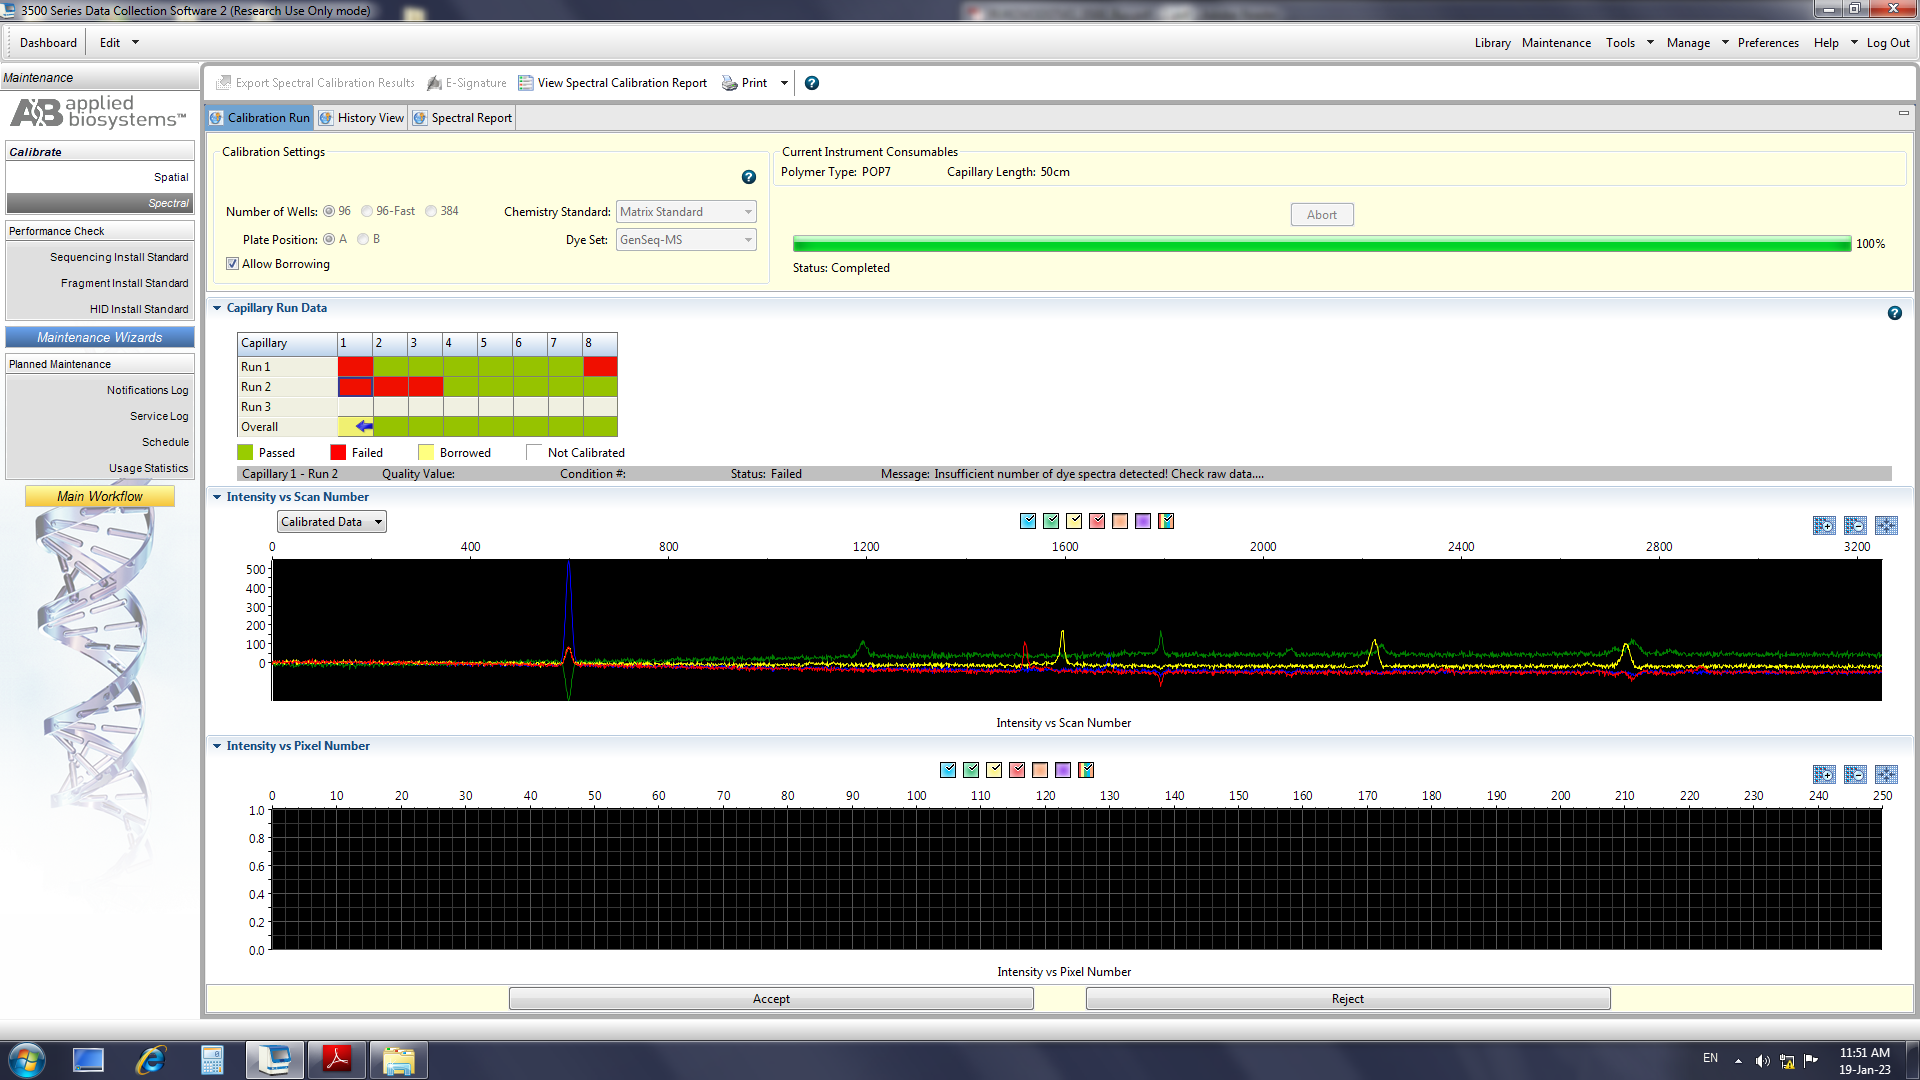 3500 Series Data Collection Software 2 (Research Use Only mode)
Dashboard Edit Library Maintenance Tools Manage Preferences Help Log Out
Maintenance
Export Spectral Calibration Results E-Signature View Spectral Calibration Report Print ?
AB applied biosystems™
Calibration Run History View Spectral Report
Calibrate
Spatial
Spectral
Performance Check
Sequencing Install Standard
Fragment Install Standard
HID Install Standard
Maintenance Wizards
Planned Maintenance
Notifications Log
Service Log
Schedule
Usage Statistics
Main Workflow
Calibration Settings
?
Number of Wells: 96 96-Fast 384 Chemistry Standard: Matrix Standard
Plate Position: A B Dye Set: GenSeq-MS
Allow Borrowing
Current Instrument Consumables
Polymer Type: POP7 Capillary Length: 50cm
Abort
100%
Status: Completed
Capillary Run Data ?
Capillary 1 2 3 4 5 6 7 8
Run 1
Run 2
Run 3
Overall
Passed Failed Borrowed Not Calibrated
Capillary 1 - Run 2 Quality Value: Condition #: Status: Failed Message: Insufficient number of dye spectra detected! Check raw data....
Intensity vs Scan Number
Calibrated Data
0 400 800 1200 1600 2000 2400 2800 3200
500
400
300
200
100
0
Intensity vs Scan Number
Intensity vs Pixel Number
0 10 20 30 40 50 60 70 80 90 100 110 120 130 140 150 160 170 180 190 200 210 220 230 240 250
1.0
0.8
0.6
0.4
0.2
0.0
Intensity vs Pixel Number
Accept Reject
EN 11:51 AM
19-Jan-23